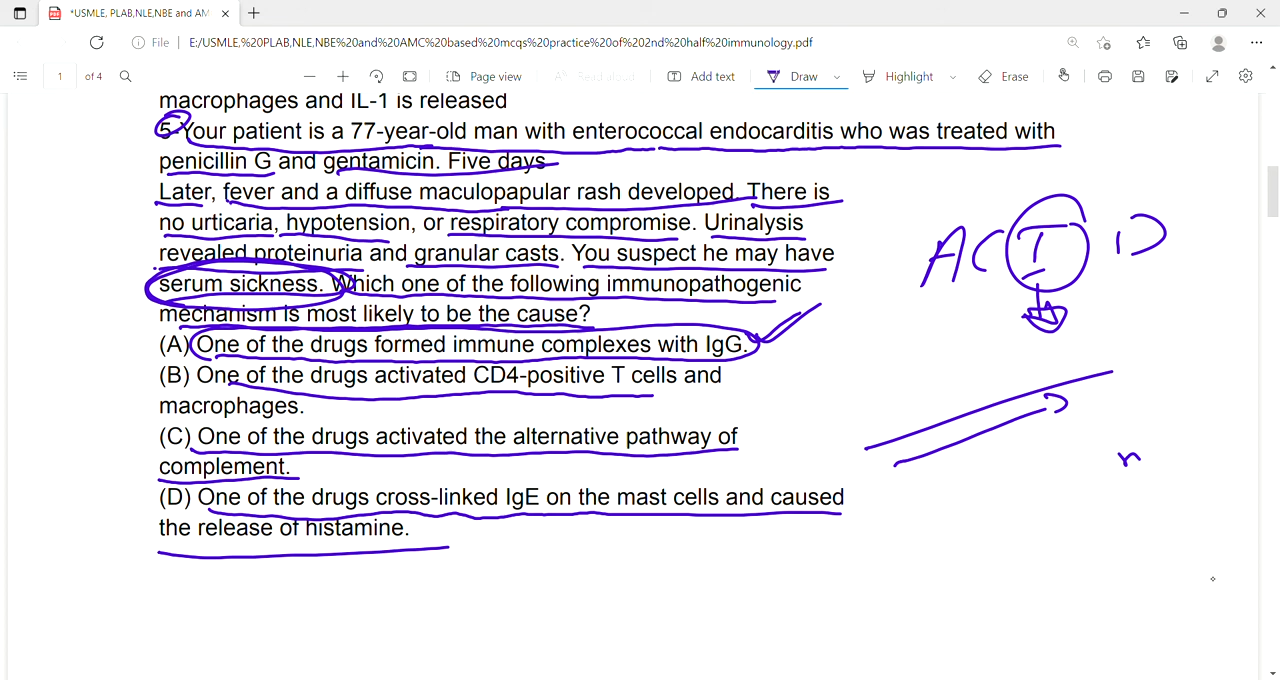 *USMLE, PLAB,NLE,NBE and AM
File
E:/USMLE,%20PLAB,NLE,NBE%20and%20AMC%20based%20mcqs%20practice%20of%202nd%20half%20immunology.pdf
1 of 4
Page view
Read aloud
Add text
Draw
Highlight
Erase
macrophages and IL-1 is released
5-Your patient is a 77-year-old man with enterococcal endocarditis who was treated with
penicillin G and gentamicin. Five days
Later, fever and a diffuse maculopapular rash developed. There is
no urticaria, hypotension, or respiratory compromise. Urinalysis
revealed proteinuria and granular casts. You suspect he may have
serum sickness. Which one of the following immunopathogenic
mechanism is most likely to be the cause?
(A) One of the drugs formed immune complexes with IgG.
(B) One of the drugs activated CD4-positive T cells and
macrophages.
(C) One of the drugs activated the alternative pathway of
complement.
(D) One of the drugs cross-linked IgE on the mast cells and caused
the release of histamine.
ACID